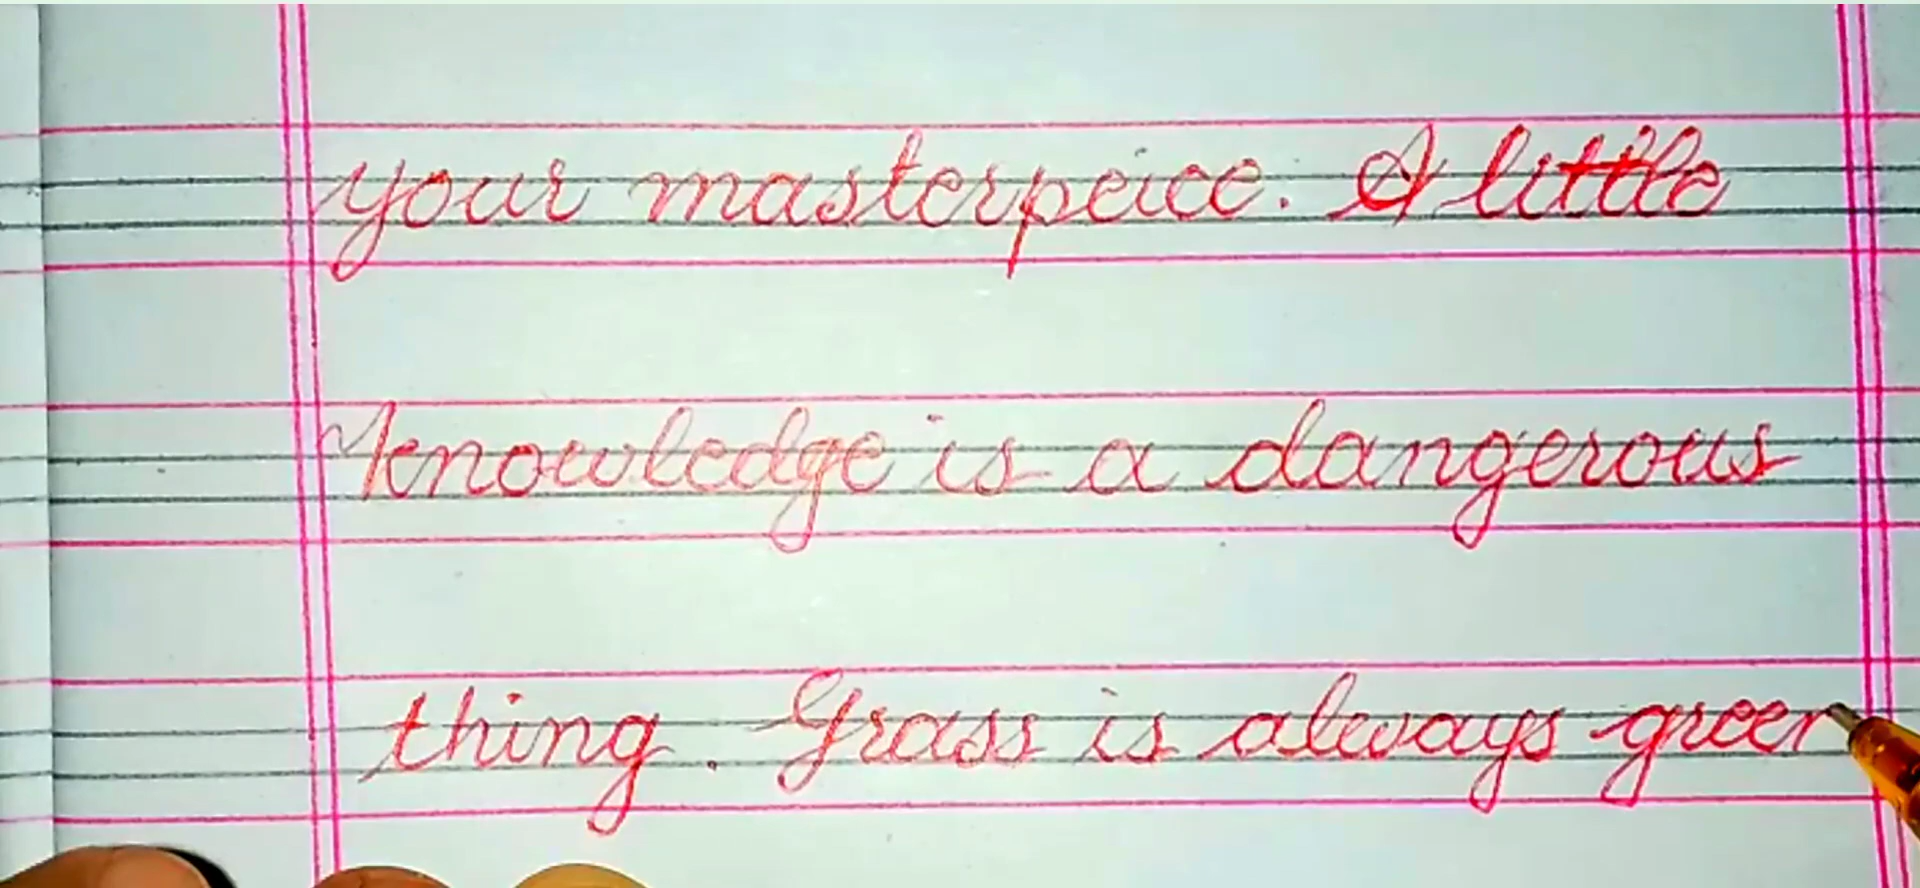 your masterpeice. A little
knowledge is a dangerous
thing. Grass is always green